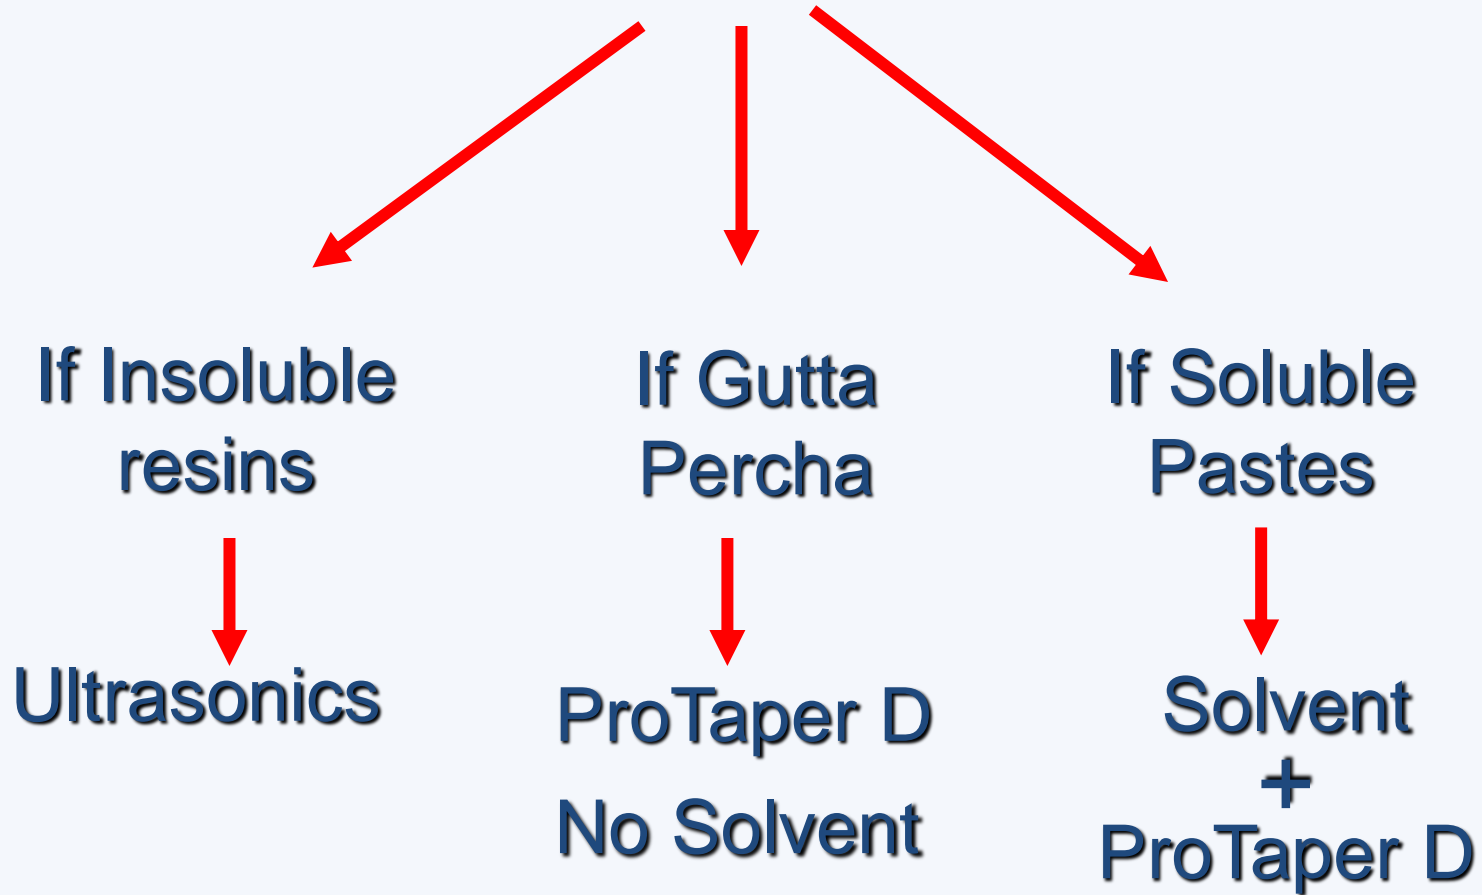 If Insoluble
resins
Ultrasonics
If Gutta
Percha
ProTaper D
No Solvent
If Soluble
Pastes
Solvent
+
ProTaper D